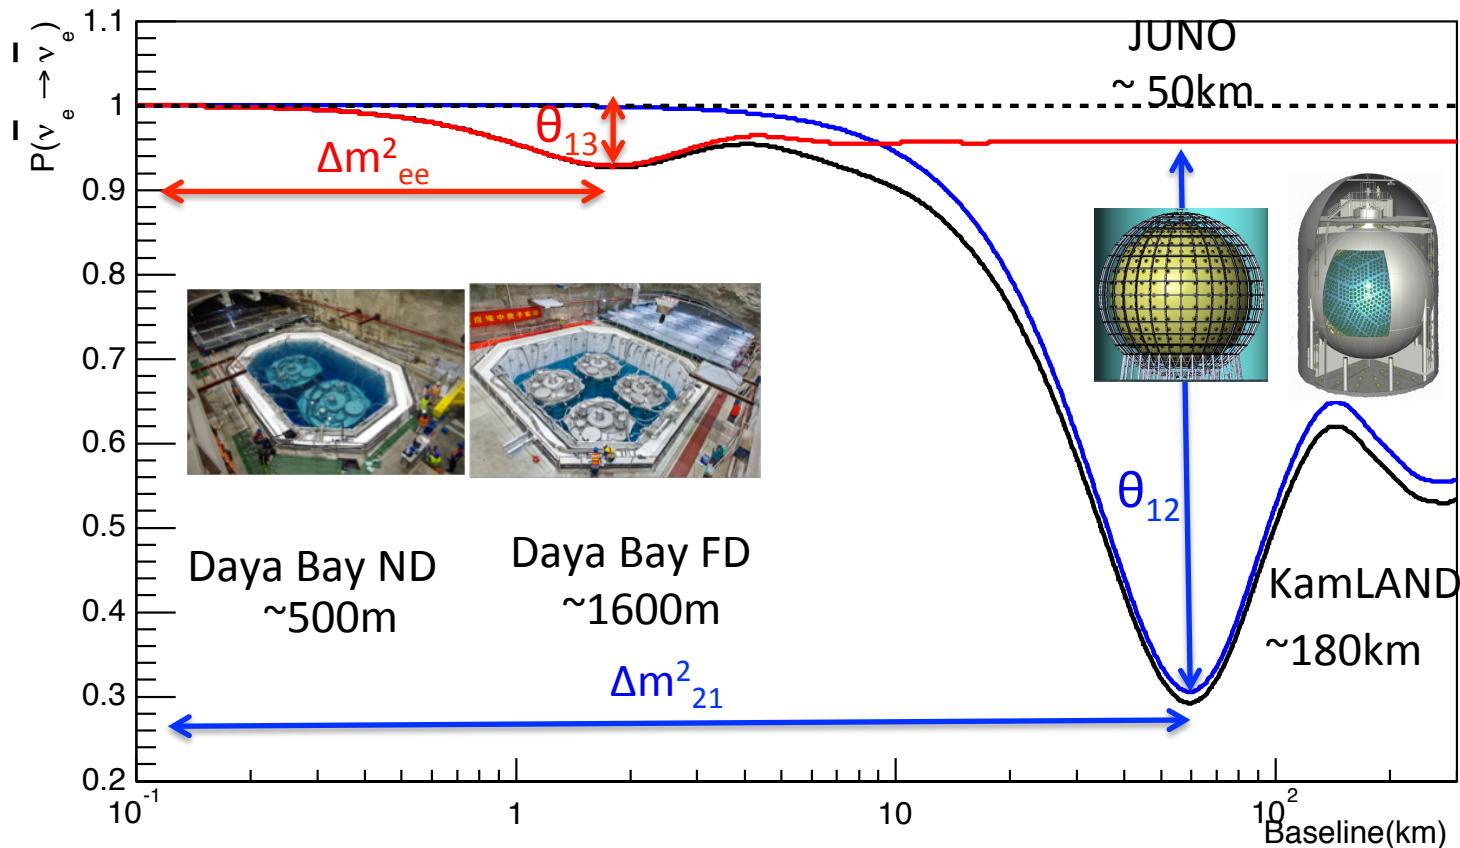 P(ν̅ₑ → ν̅ₑ)
1.1
1
0.9
0.8
0.7
0.6
0.5
0.4
0.3
0.2
10⁻¹
1
10
10²
Baseline(km)
JUNO
~ 50km
θ₁₃
Δm²ₑₑ
Daya Bay ND
~500m
Daya Bay FD
~1600m
θ₁₂
KamLAND
~180km
Δm²₂₁